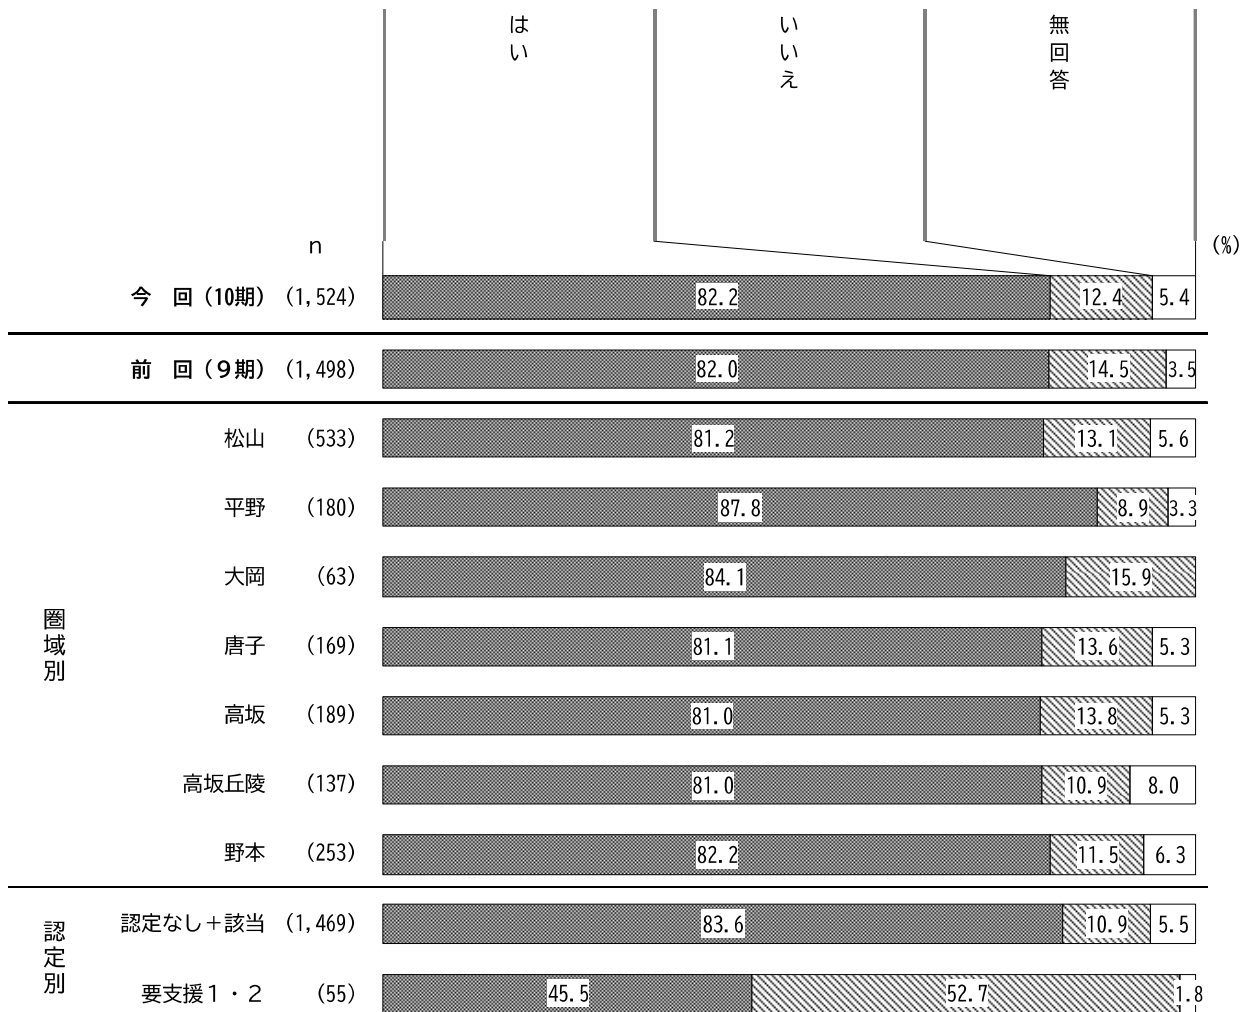 はい
いいえ
無回答
n
(%)
今　回（10期） (1,524) 82.2 12.4 5.4
前　回（９期） (1,498) 82.0 14.5 3.5
圏域別
松山 (533) 81.2 13.1 5.6
平野 (180) 87.8 8.9 3.3
大岡 (63) 84.1 15.9
唐子 (169) 81.1 13.6 5.3
高坂 (189) 81.0 13.8 5.3
高坂丘陵 (137) 81.0 10.9 8.0
野本 (253) 82.2 11.5 6.3
認定別
認定なし＋該当 (1,469) 83.6 10.9 5.5
要支援１・２ (55) 45.5 52.7 1.8